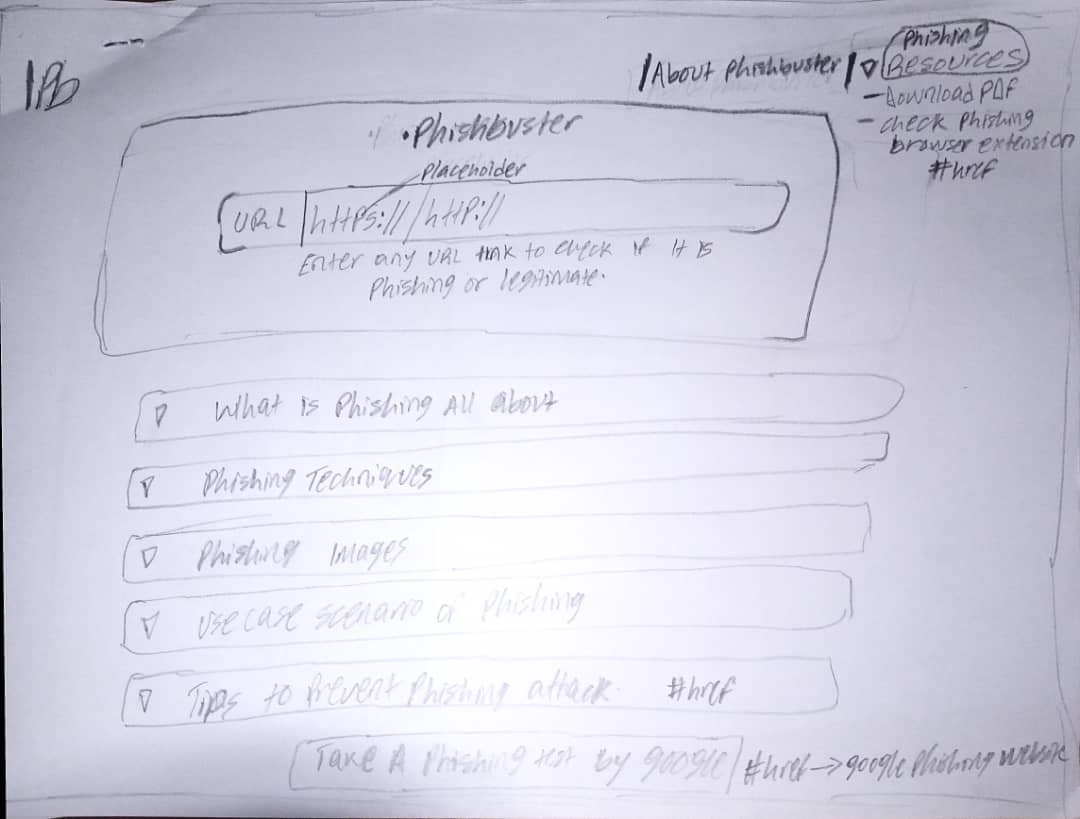 Pb
About Phishbuster
Phishing
Resources
- Download PDF
- check Phishing
browser extension
#href
• Phishbuster
Placeholder
URL https:// http://
Enter any URL link to check if it is
Phishing or legitimate.
What is Phishing All about
Phishing Techniques
Phishing Images
Use case scenario of Phishing
Tips to Prevent Phishing attack. #href
Take A Phishing test by google #href -> google Phishing website